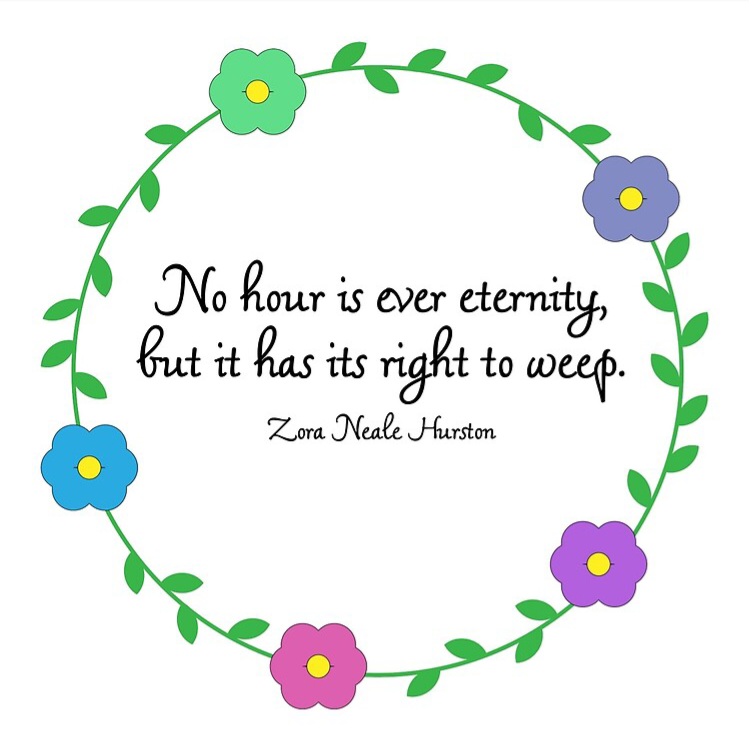 No hour is ever eternity,
but it has its right to weep.
Zora Neale Hurston